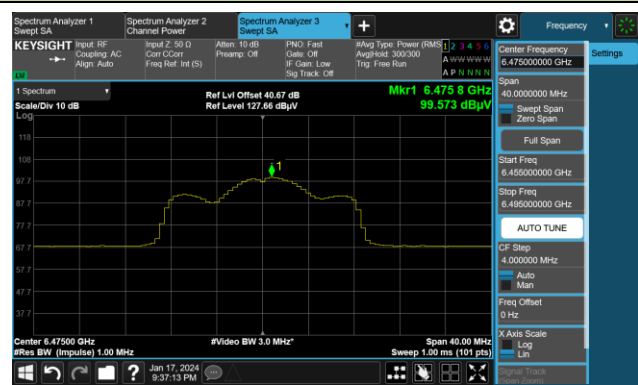 Spectrum Analyzer 1
Swept SA
Spectrum Analyzer 2
Channel Power
Spectrum Analyzer 3
Swept SA
Frequency
KEYSIGHT
Input: RF
Coupling: AC
Align: Auto
Input Z: 50 Ω
Corr CCorr
Freq Ref: Int (S)
Atten: 10 dB
Preamp: Off
PNO: Fast
Gate: Off
IF Gain: Low
Sig Track: Off
#Avg Type: Power (RMS)
Avg|Hold: 300/300
Trig: Free Run
1 2 3 4 5 6
A W W W W W
A P N N N N
LW
1 Spectrum
Scale/Div 10 dB
Log
Ref Lvl Offset 40.67 dB
Ref Level 127.66 dBµV
Mkr1 6.475 8 GHz
99.573 dBµV
118
108
97.7
87.7
77.7
67.7
57.7
47.7
37.7
1
Center 6.47500 GHz
#Res BW (Impulse) 1.00 MHz
#Video BW 3.0 MHz*
Span 40.00 MHz
Sweep 1.00 ms (101 pts)
Jan 17, 2024
9:37:13 PM
Center Frequency
6.475000000 GHz
Settings
Span
40.0000000 MHz
Swept Span
Zero Span
Full Span
Start Freq
6.455000000 GHz
Stop Freq
6.495000000 GHz
AUTO TUNE
CF Step
4.000000 MHz
Auto
Man
Freq Offset
0 Hz
X Axis Scale
Log
Lin
Signal Track
(Span Zoom)